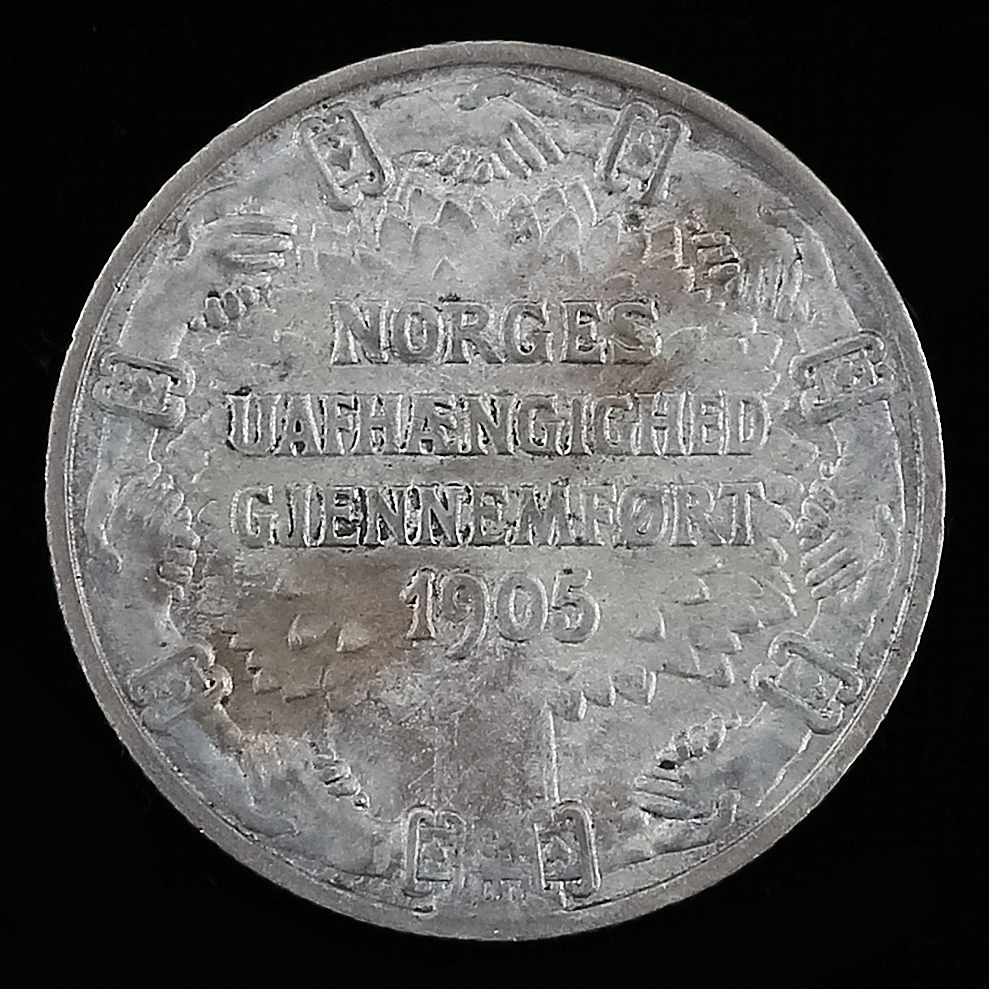 NORGES
UAFHÆNGIGHED
GJENNEMFØRT
1905